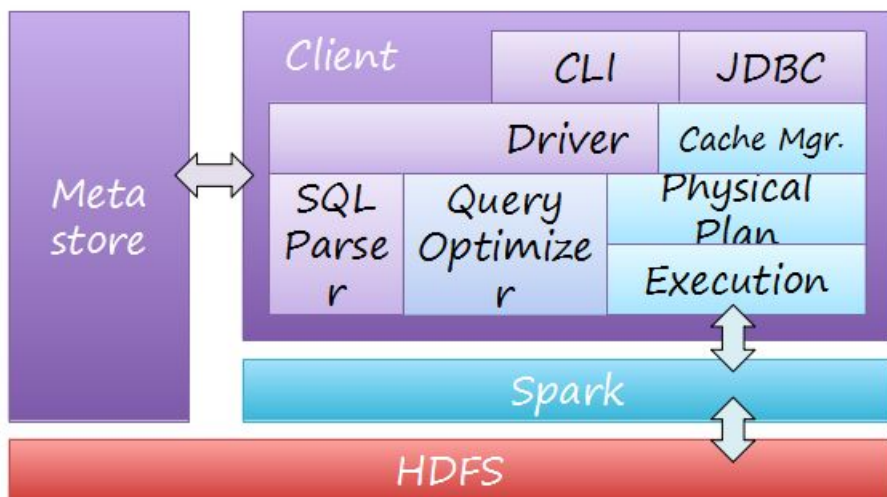 Client
CLI
JDBC
Driver
Cache Mgr.
Meta
store
SQL
Parse
r
Query
Optimize
r
Physical
Plan
Execution
Spark
HDFS